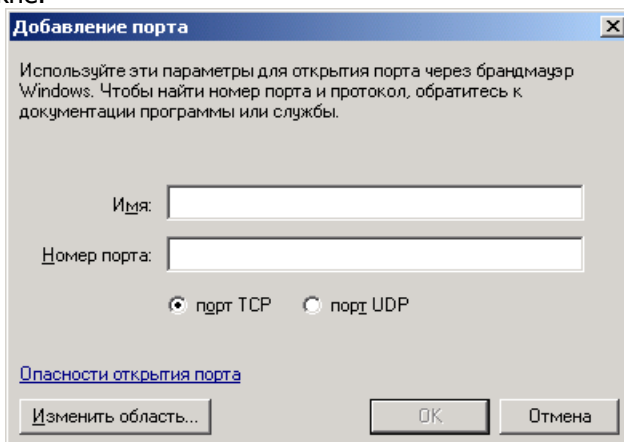 Добавление порта
Используйте эти параметры для открытия порта через брандмауэр
Windows. Чтобы найти номер порта и протокол, обратитесь к
документации программы или службы.
Имя:
Номер порта:
порт TCP порт UDP
Опасности открытия порта
Изменить область... OK Отмена